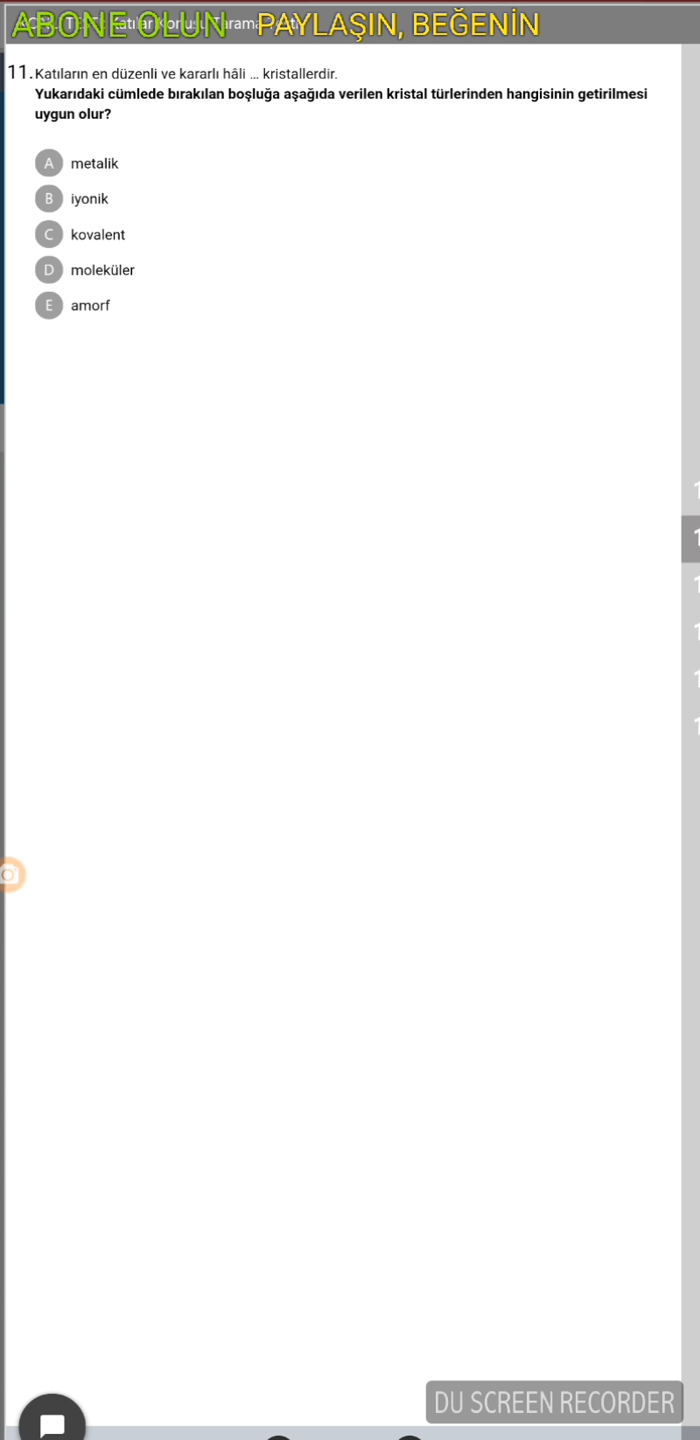 ABONE OLUN PAYLAŞIN, BEĞENİN
11. Katıların en düzenli ve kararlı hâli ... kristallerdir.
Yukarıdaki cümlede bırakılan boşluğa aşağıda verilen kristal türlerinden hangisinin getirilmesi
uygun olur?
A metalik
B iyonik
C kovalent
D moleküler
E amorf
DU SCREEN RECORDER